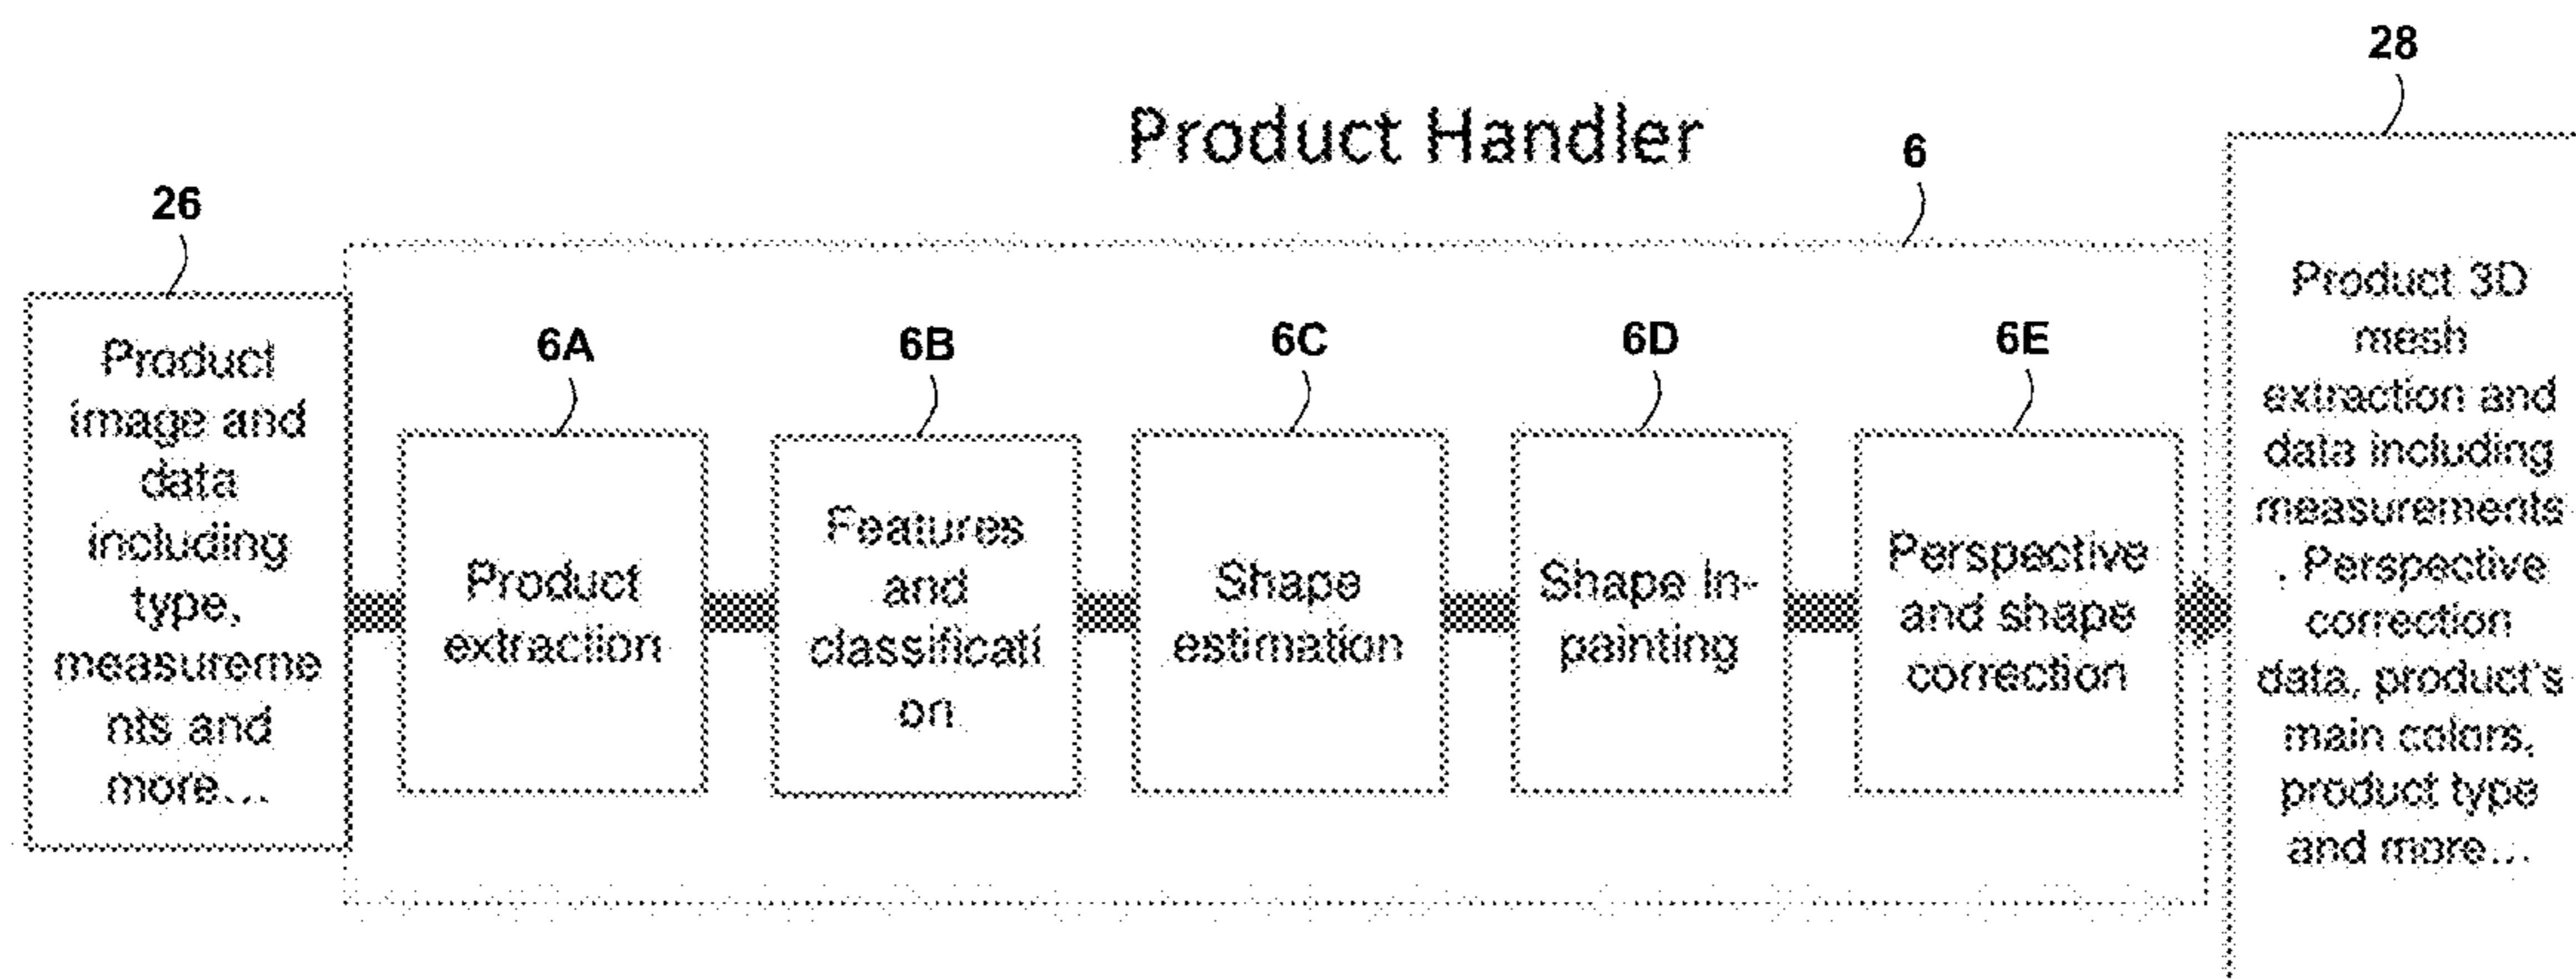 28
Product Handler
6
26
Product
image and
data
including
type,
measureme
nts and
more...
6A
Product
extraction
6B
Features
and
classificati
on
6C
Shape
estimation
6D
Shape in-
painting
6E
Perspective
and shape
correction
Product 3D
mesh
extraction and
data including
measurements
. Perspective
correction
data, product's
main colors,
product type
and more...